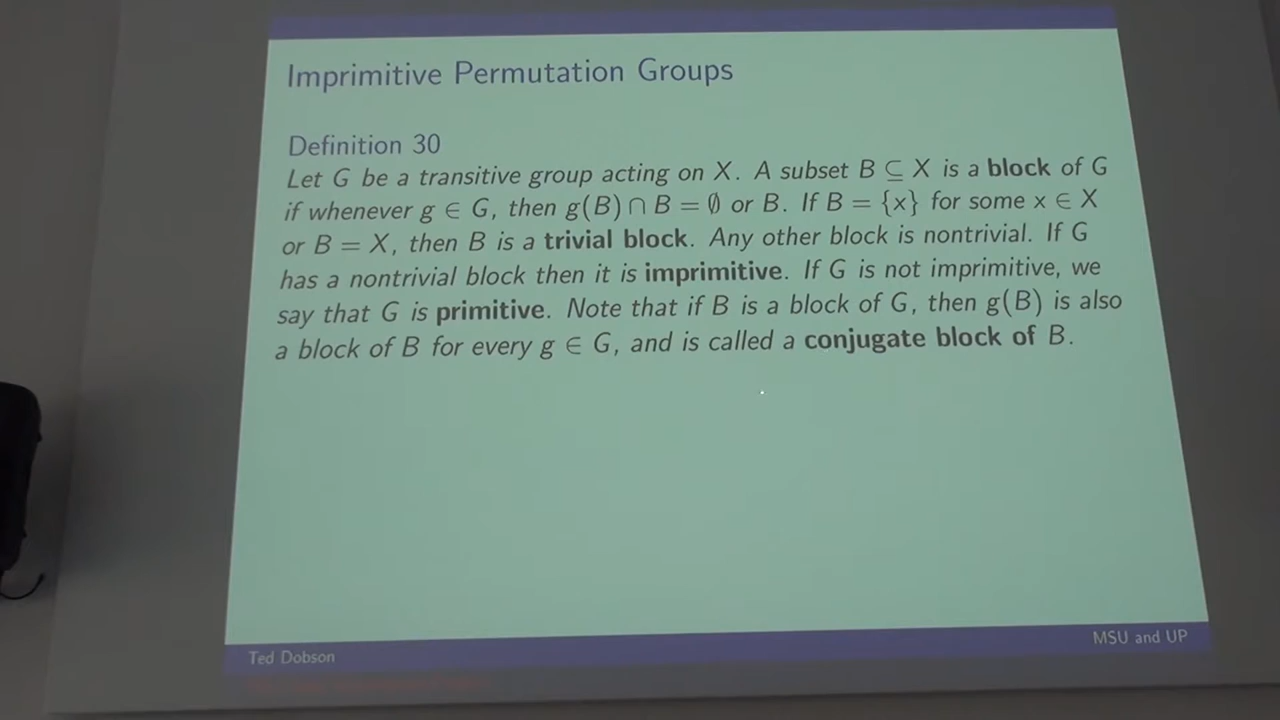 Imprimitive Permutation Groups
Definition 30
Let G be a transitive group acting on X. A subset B ⊆ X is a block of G
if whenever g ∈ G, then g(B) ∩ B = ∅ or B. If B = {x} for some x ∈ X
or B = X, then B is a trivial block. Any other block is nontrivial. If G
has a nontrivial block then it is imprimitive. If G is not imprimitive, we
say that G is primitive. Note that if B is a block of G, then g(B) is also
a block of B for every g ∈ G, and is called a conjugate block of B.
Ted Dobson
MSU and UP